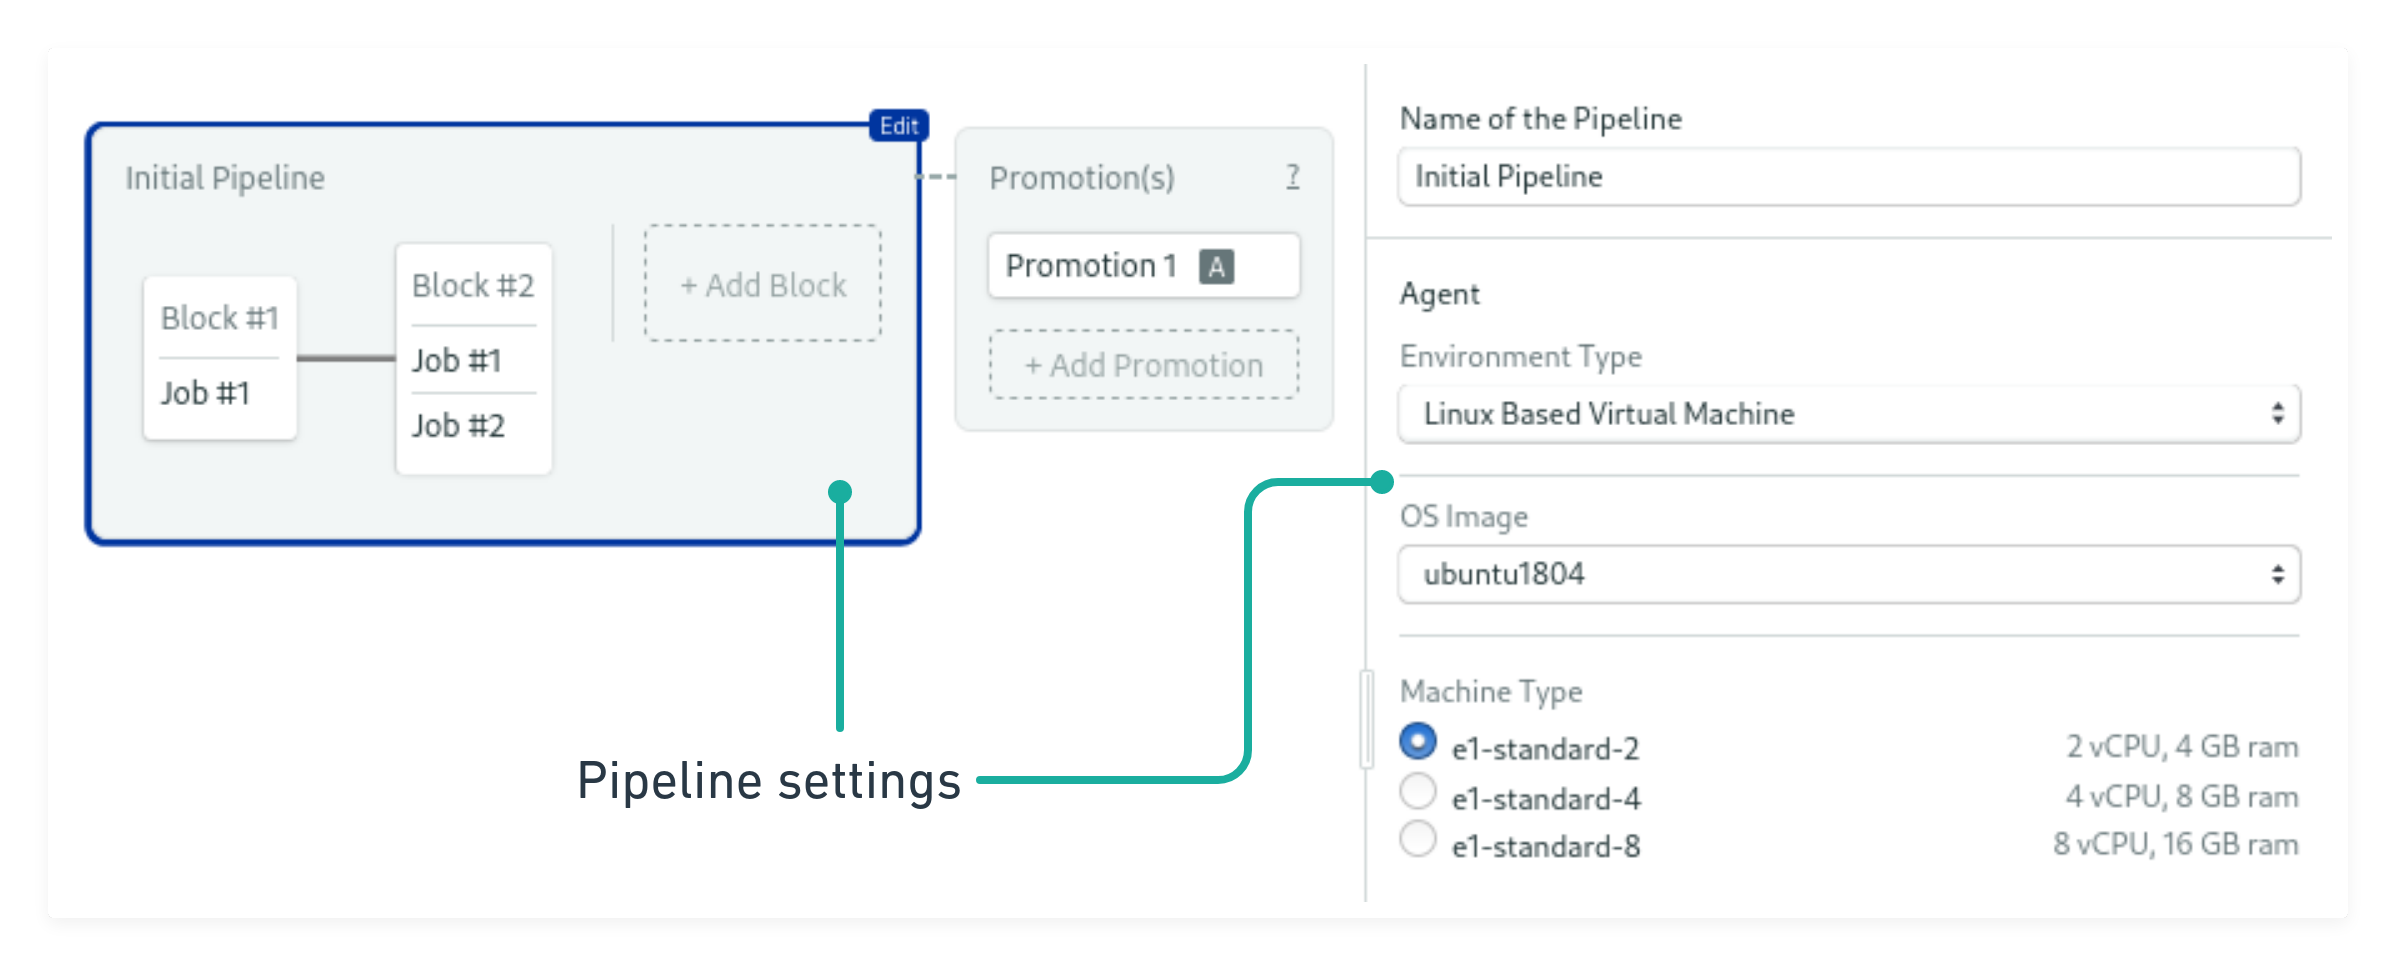 Edit
Initial Pipeline
Block #1
Job #1
Block #2
Job #1
Job #2
+ Add Block
Promotion(s) ?
Promotion 1 A
+ Add Promotion
Pipeline settings
Name of the Pipeline
Initial Pipeline
Agent
Environment Type
Linux Based Virtual Machine
OS Image
ubuntu1804
Machine Type
e1-standard-2 2 vCPU, 4 GB ram
e1-standard-4 4 vCPU, 8 GB ram
e1-standard-8 8 vCPU, 16 GB ram